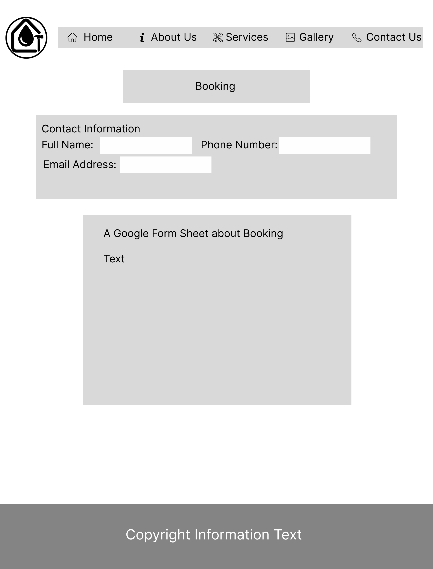 Home About Us Services Gallery Contact Us
Booking
Contact Information
Full Name: Phone Number:
Email Address:
A Google Form Sheet about Booking
Text
Copyright Information Text